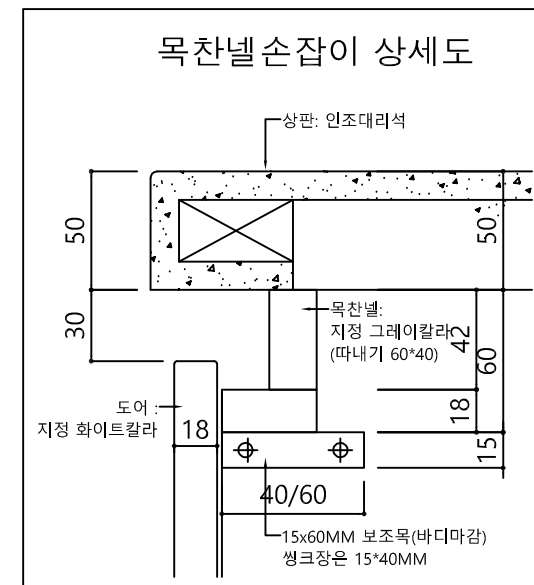 목찬넬손잡이 상세도
상판: 인조대리석
50
50
30
목찬넬:
지정 그레이칼라
(따내기 60*40)
42
60
도어 :
지정 화이트칼라
18
18
15
40/60
15x60MM 보조목(바디마감)
씽크장은 15*40MM